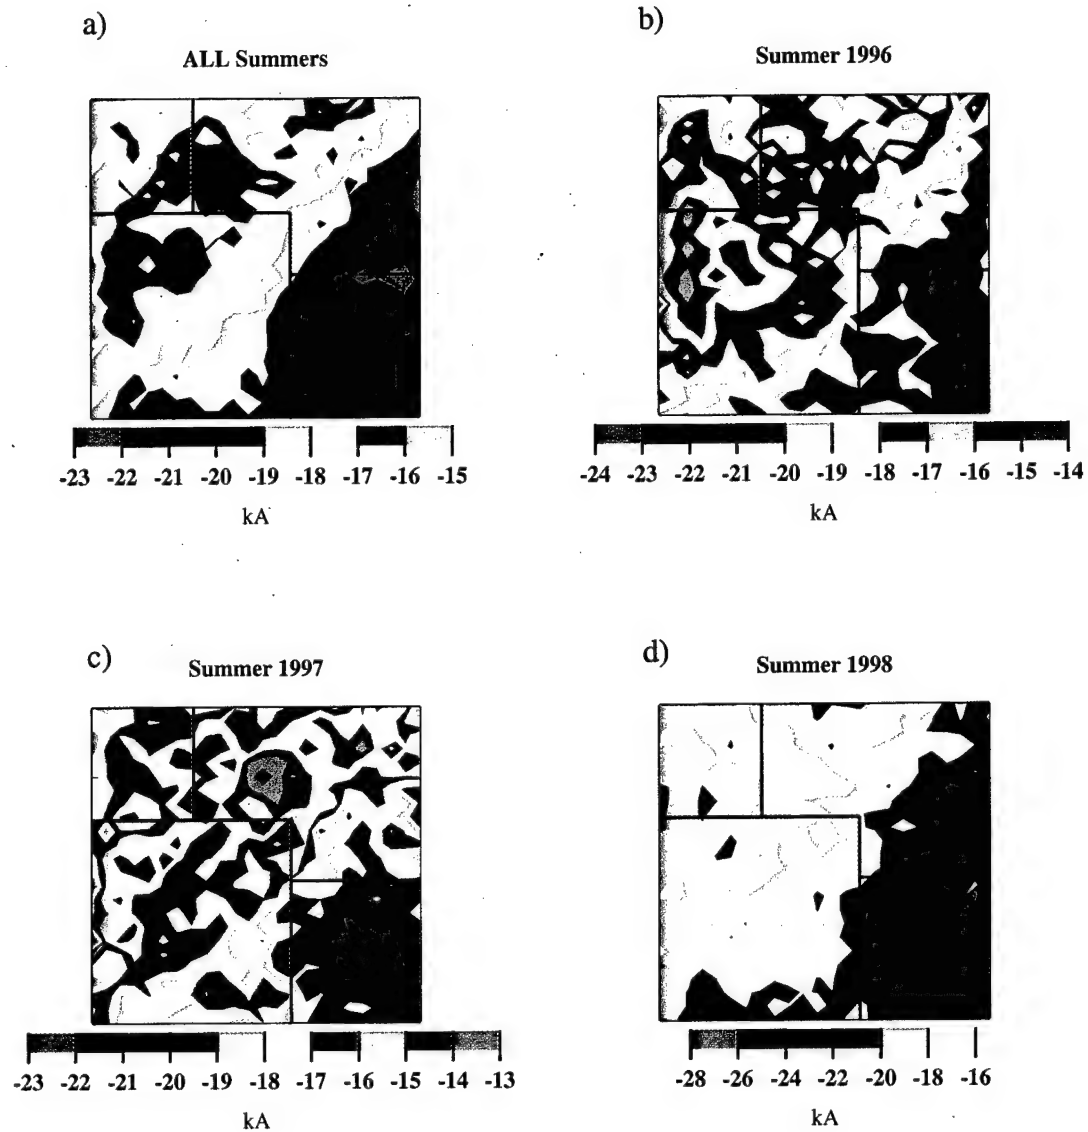 a)
ALL Summers
-23 -22 -21 -20 -19 -18 -17 -16 -15
kA
b)
Summer 1996
-24 -23 -22 -21 -20 -19 -18 -17 -16 -15 -14
kA
c)
Summer 1997
-23 -22 -21 -20 -19 -18 -17 -16 -15 -14 -13
kA
d)
Summer 1998
-28 -26 -24 -22 -20 -18 -16
kA